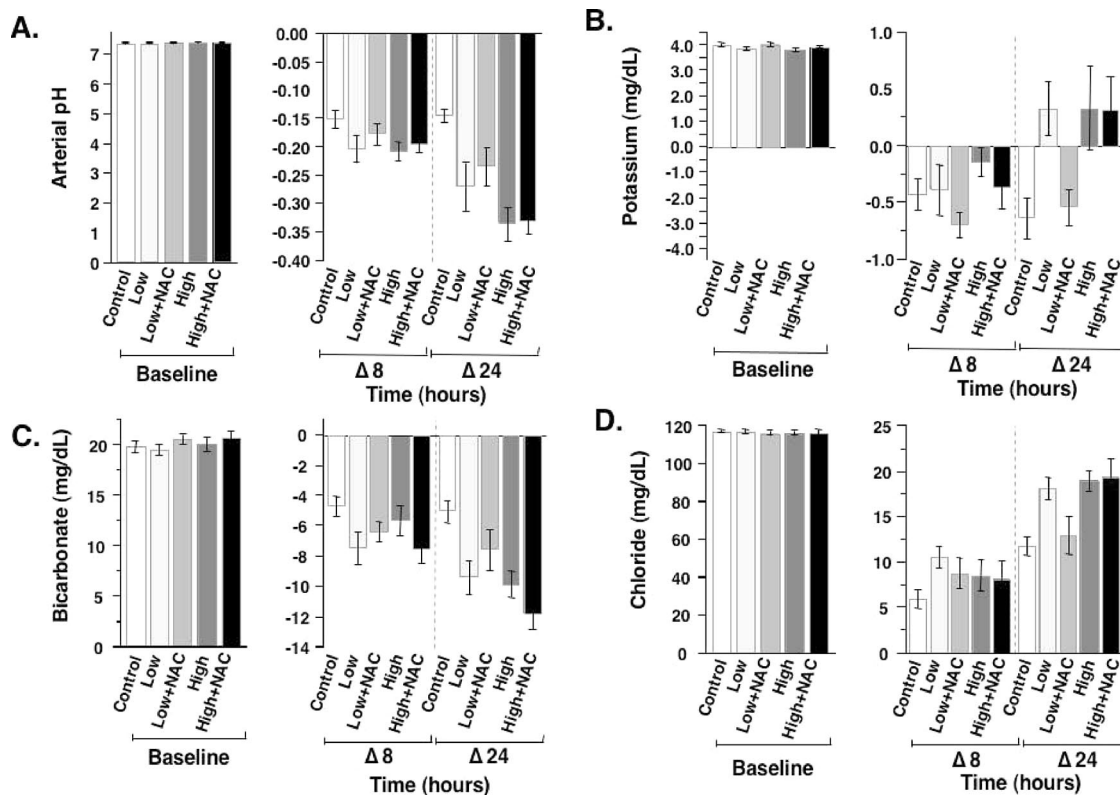 A.
Arterial pH
7
6
5
4
3
2
1
0
Control
Low
Low+NAC
High
High+NAC
Baseline
0.00
-0.05
-0.10
-0.15
-0.20
-0.25
-0.30
-0.35
-0.40
Control
Low
Low+NAC
High
High+NAC
Control
Low
Low+NAC
High
High+NAC
Δ 8
Δ 24
Time (hours)
B.
Potassium (mg/dL)
4.0
3.0
2.0
1.0
0.0
-1.0
-2.0
-3.0
-4.0
Control
Low
Low+NAC
High
High+NAC
Baseline
1.0
0.5
0.0
-0.5
-1.0
Control
Low
Low+NAC
High
High+NAC
Control
Low
Low+NAC
High
High+NAC
Δ 8
Δ 24
Time (hours)
C.
Bicarbonate (mg/dL)
20
15
10
5
0
Control
Low
Low+NAC
High
High+NAC
Baseline
0
-2
-4
-6
-8
-10
-12
-14
Control
Low
Low+NAC
High
High+NAC
Control
Low
Low+NAC
High
High+NAC
Δ 8
Δ 24
Time (hours)
D.
Chloride (mg/dL)
120
100
80
60
40
20
0
Control
Low
Low+NAC
High
High+NAC
Baseline
25
20
15
10
5
0
Control
Low
Low+NAC
High
High+NAC
Control
Low
Low+NAC
High
High+NAC
Δ 8
Δ 24
Time (hours)